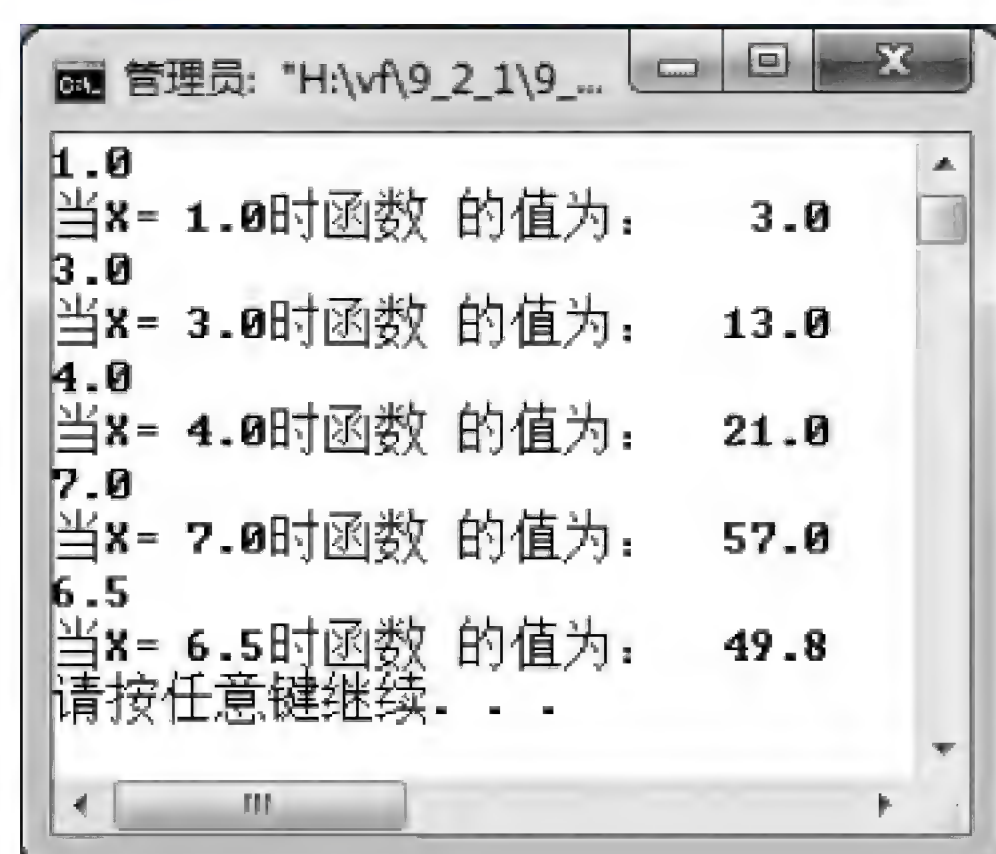 管理员: "H:\vf\9_2_1\9_...
1.0
当X= 1.0时函数 的值为： 3.0
3.0
当X= 3.0时函数 的值为： 13.0
4.0
当X= 4.0时函数 的值为： 21.0
7.0
当X= 7.0时函数 的值为： 57.0
6.5
当X= 6.5时函数 的值为： 49.8
请按任意键继续. . .